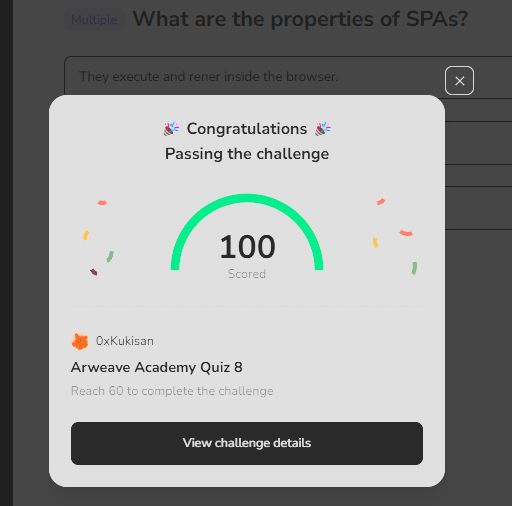 Multiple What are the properties of SPAs?
They execute and rener inside the browser.
Congratulations
Passing the challenge
100
Scored
0xKukisan
Arweave Academy Quiz 8
Reach 60 to complete the challenge
View challenge details